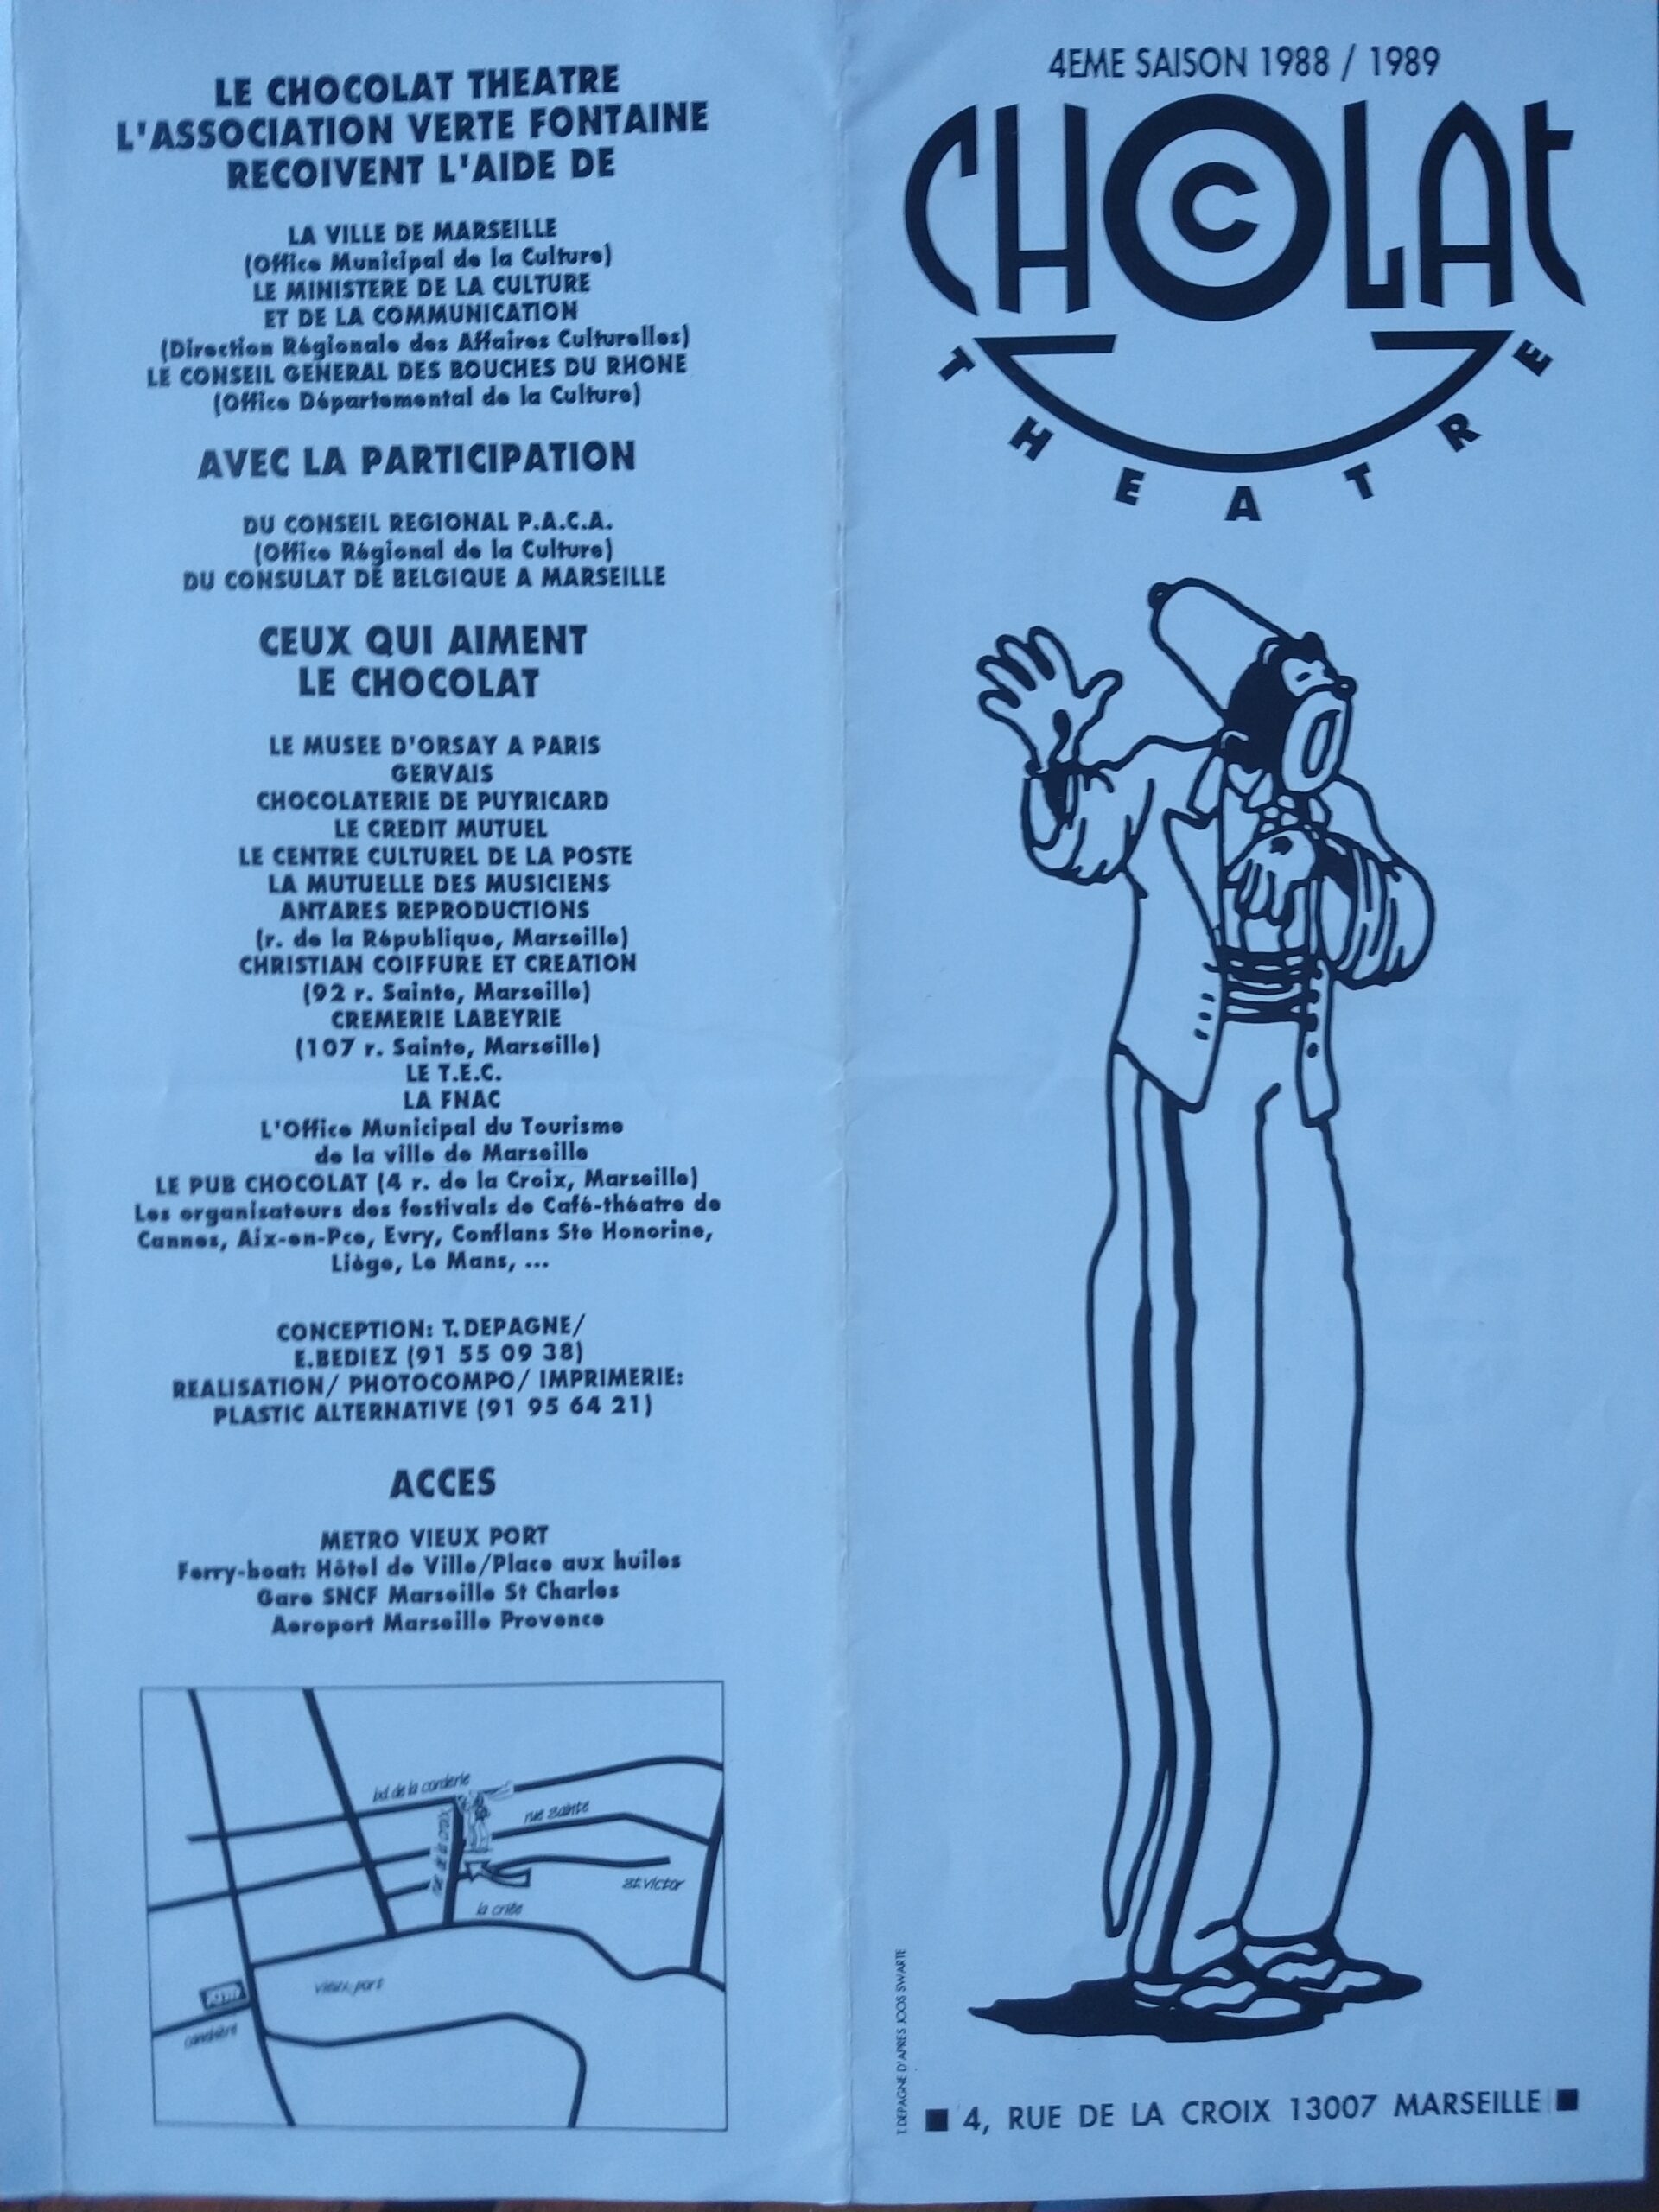 LE CHOCOLAT THEATRE
L'ASSOCIATION VERTE FONTAINE
RECOIVENT L'AIDE DE
LA VILLE DE MARSEILLE
(Office Municipal de la Culture)
LE MINISTERE DE LA CULTURE
ET DE LA COMMUNICATION
(Direction Régionale des Affaires Culturelles)
LE CONSEIL GENERAL DES BOUCHES DU RHONE
(Office Départemental de la Culture)
AVEC LA PARTICIPATION
DU CONSEIL REGIONAL P.A.C.A.
(Office Régional de la Culture)
DU CONSULAT DE BELGIQUE A MARSEILLE
CEUX QUI AIMENT
LE CHOCOLAT
LE MUSEE D'ORSAY A PARIS
GERVAIS
CHOCOLATERIE DE PUYRICARD
LE CREDIT MUTUEL
LE CENTRE CULTUREL DE LA POSTE
LA MUTUELLE DES MUSICIENS
ANTARES REPRODUCTIONS
(r. de la République, Marseille)
CHRISTIAN COIFFURE ET CREATION
(92 r. Sainte, Marseille)
CREMERIE LABEYRIE
(107 r. Sainte, Marseille)
LE T.E.C.
LA FNAC
L'Office Municipal du Tourisme
de la ville de Marseille
LE PUB CHOCOLAT (4 r. de la Croix, Marseille)
Les organisateurs des festivals de Café-théatre de
Cannes, Aix-en-Pce, Evry, Conflans Ste Honorine,
Liège, Le Mans, ...
CONCEPTION: T. DEPAGNE/
E.BEDIEZ (91 55 09 38)
REALISATION/ PHOTOCOMPO/ IMPRIMERIE:
PLASTIC ALTERNATIVE (91 95 64 21)
ACCES
METRO VIEUX PORT
Ferry-boat: Hôtel de Ville/Place aux huiles
Gare SNCF Marseille St Charles
Aeroport Marseille Provence
bd. de la corderie
rue de la croix
rue sainte
st.victor
la criée
vieux-port
4EME SAISON 1988 / 1989
CHOCOLAt
THEATRE
T.DEPAGNE D'APRES JOOS SWARTE
■ 4, RUE DE LA CROIX 13007 MARSEILLE ■